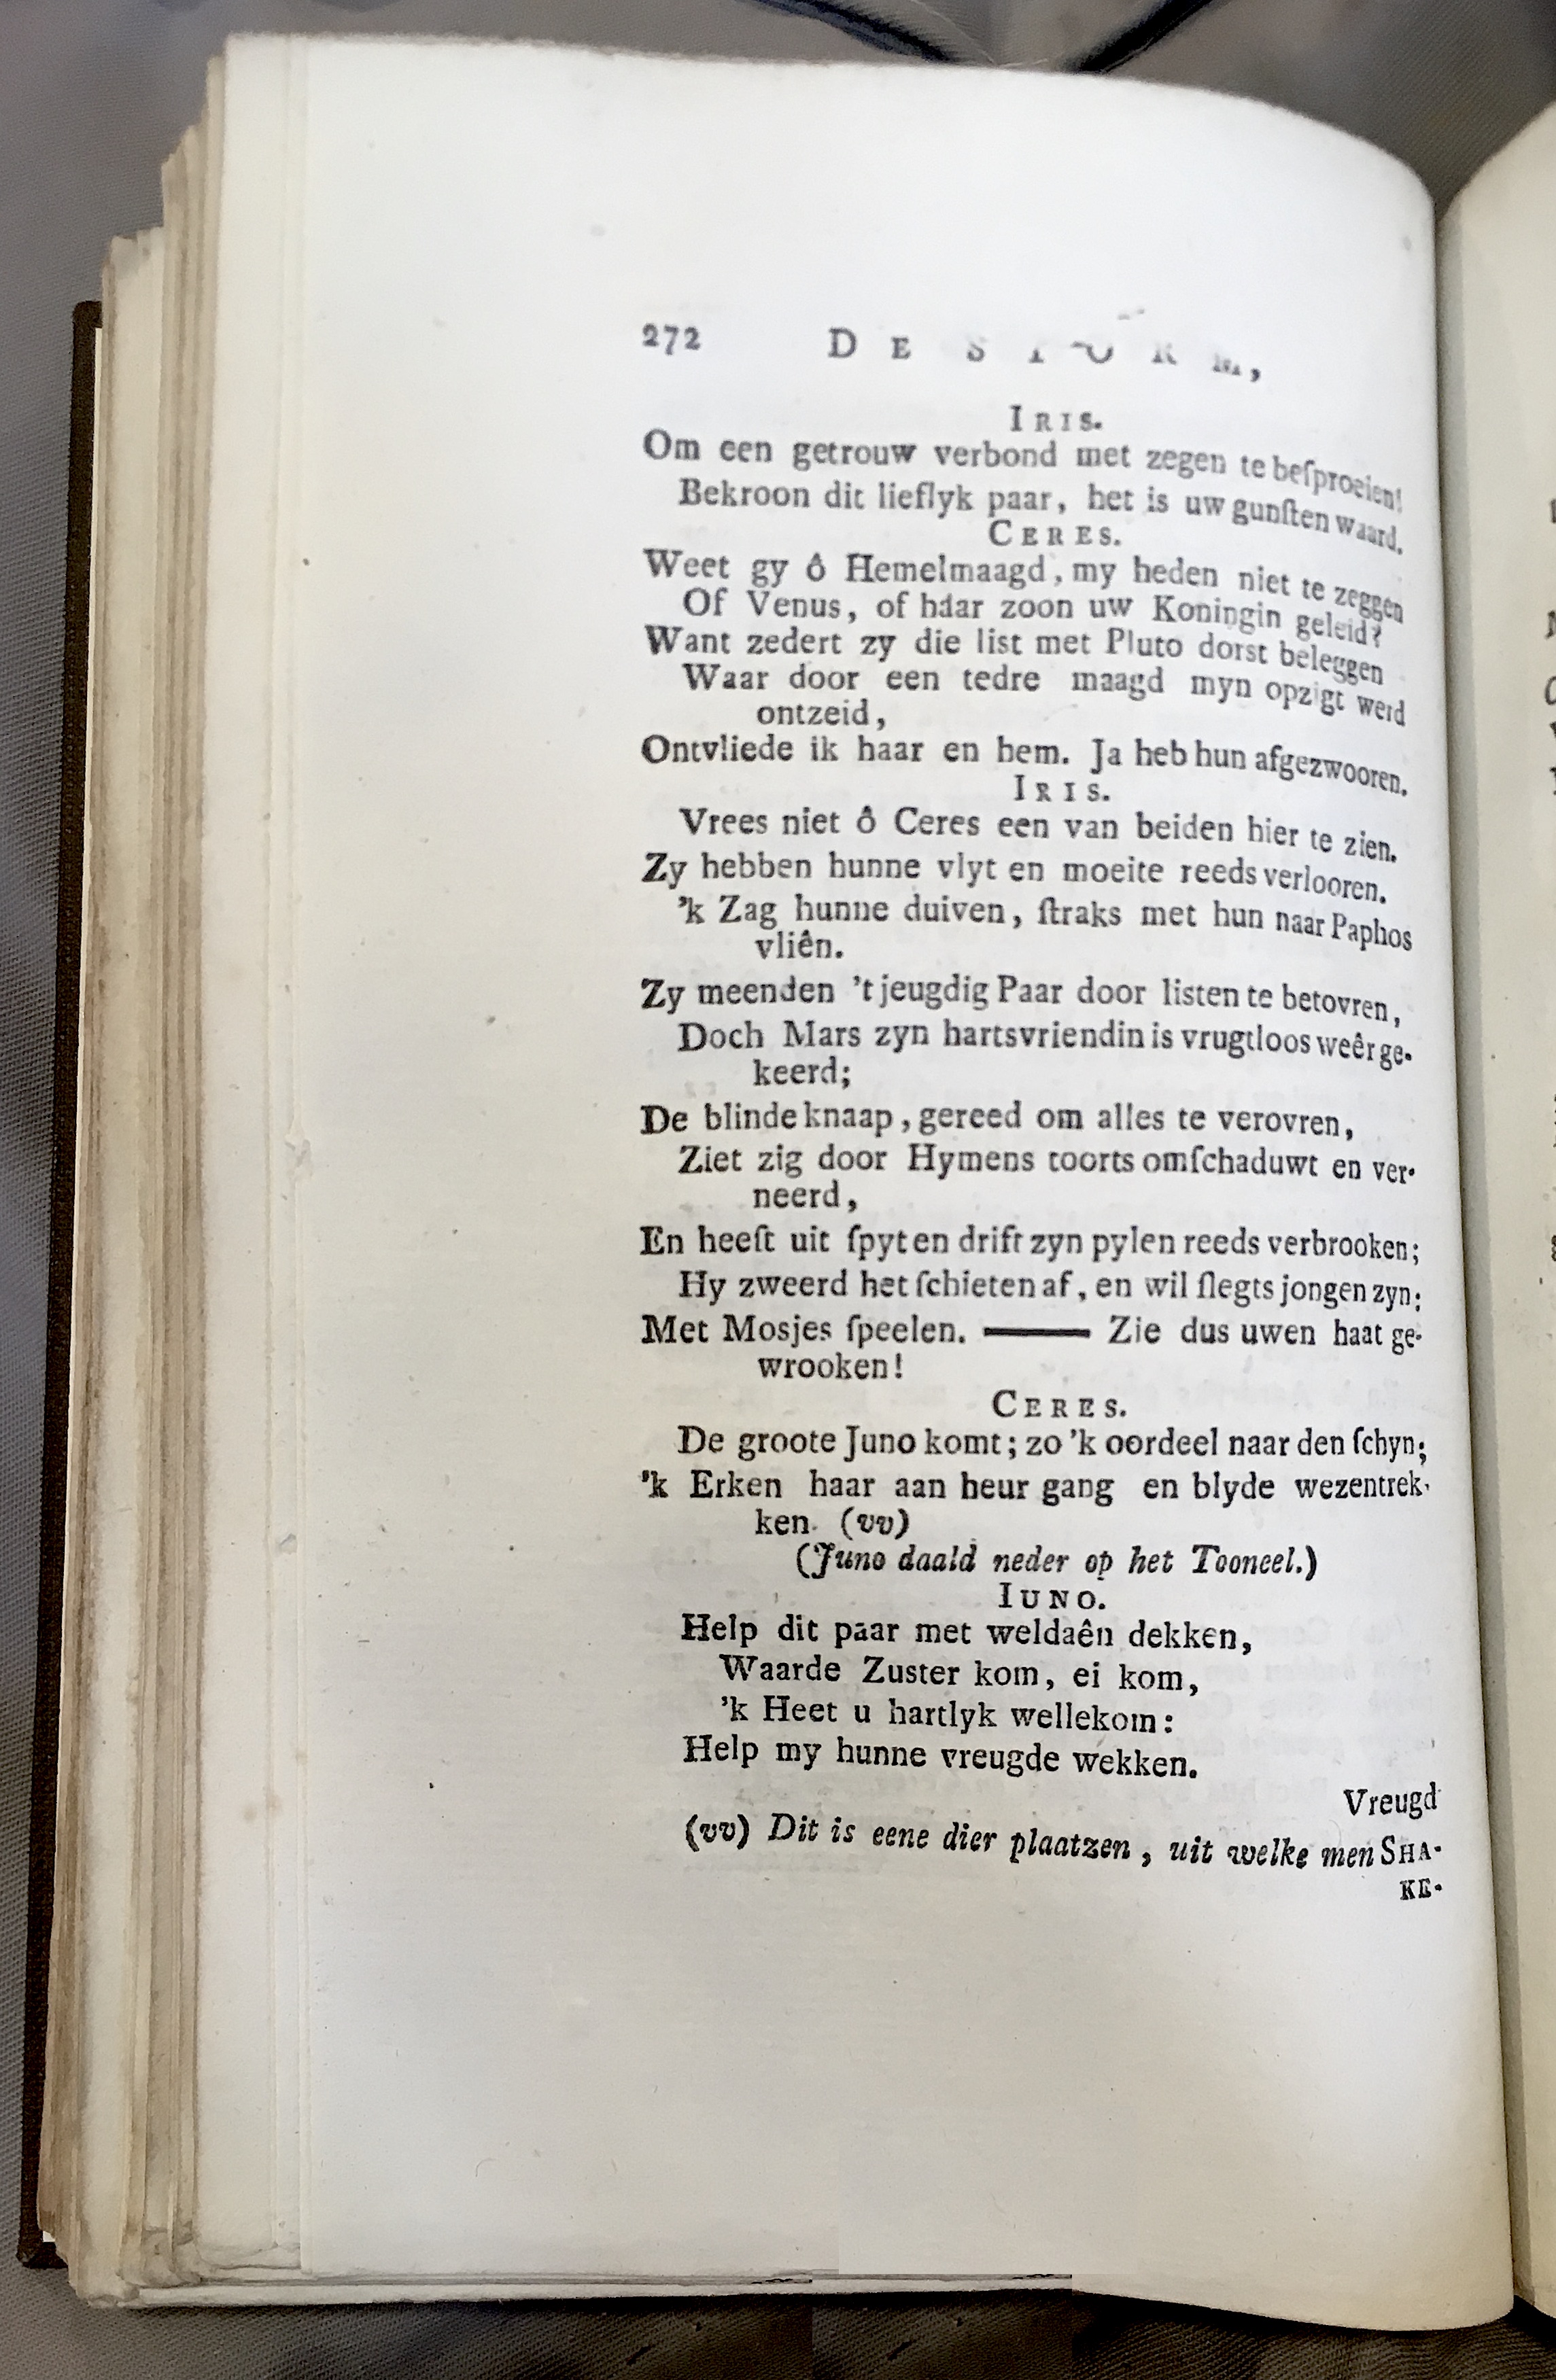 272 DE STORM,
IRIS.
Om een getrouw verbond met zegen te beſproeien!
Bekroon dit lieflyk paar, het is uw gunſten waard.
CERES.
Weet gy ô Hemelmaagd, my heden niet te zeggen
Of Venus, of haar zoon uw Koningin geleid?
Want zedert zy die list met Pluto dorst beleggen
Waar door een tedre maagd myn opzigt werd
ontzeid,
Ontvliede ik haar en hem. Ja heb hun afgezwooren.
IRIS.
Vrees niet ô Ceres een van beiden hier te zien.
Zy hebben hunne vlyt en moeite reeds verlooren.
'k Zag hunne duiven, ſtraks met hun naar Paphos
vliên.
Zy meenden 't jeugdig Paar door listen te betovren,
Doch Mars zyn hartsvriendin is vrugtloos weêr ge-
keerd;
De blinde knaap, gereed om alles te verovren,
Ziet zig door Hymens toorts omſchaduwt en ver-
neerd,
En heeft uit ſpyt en drift zyn pylen reeds verbrooken;
Hy zweerd het ſchieten af, en wil ſlegts jongen zyn;
Met Mosjes ſpeelen. —— Zie dus uwen haat ge-
wrooken!
CERES.
De groote Juno komt; zo 'k oordeel naar den ſchyn;
'k Erken haar aan heur gang en blyde wezentrek-
ken. (vv)
(Juno daald neder op het Tooneel.)
IUNO.
Help dit paar met weldaên dekken,
Waarde Zuster kom, ei kom,
'k Heet u hartlyk wellekom:
Help my hunne vreugde wekken.
Vreugd
(vv) Dit is eene dier plaatzen, uit welke men SHA-
KE-